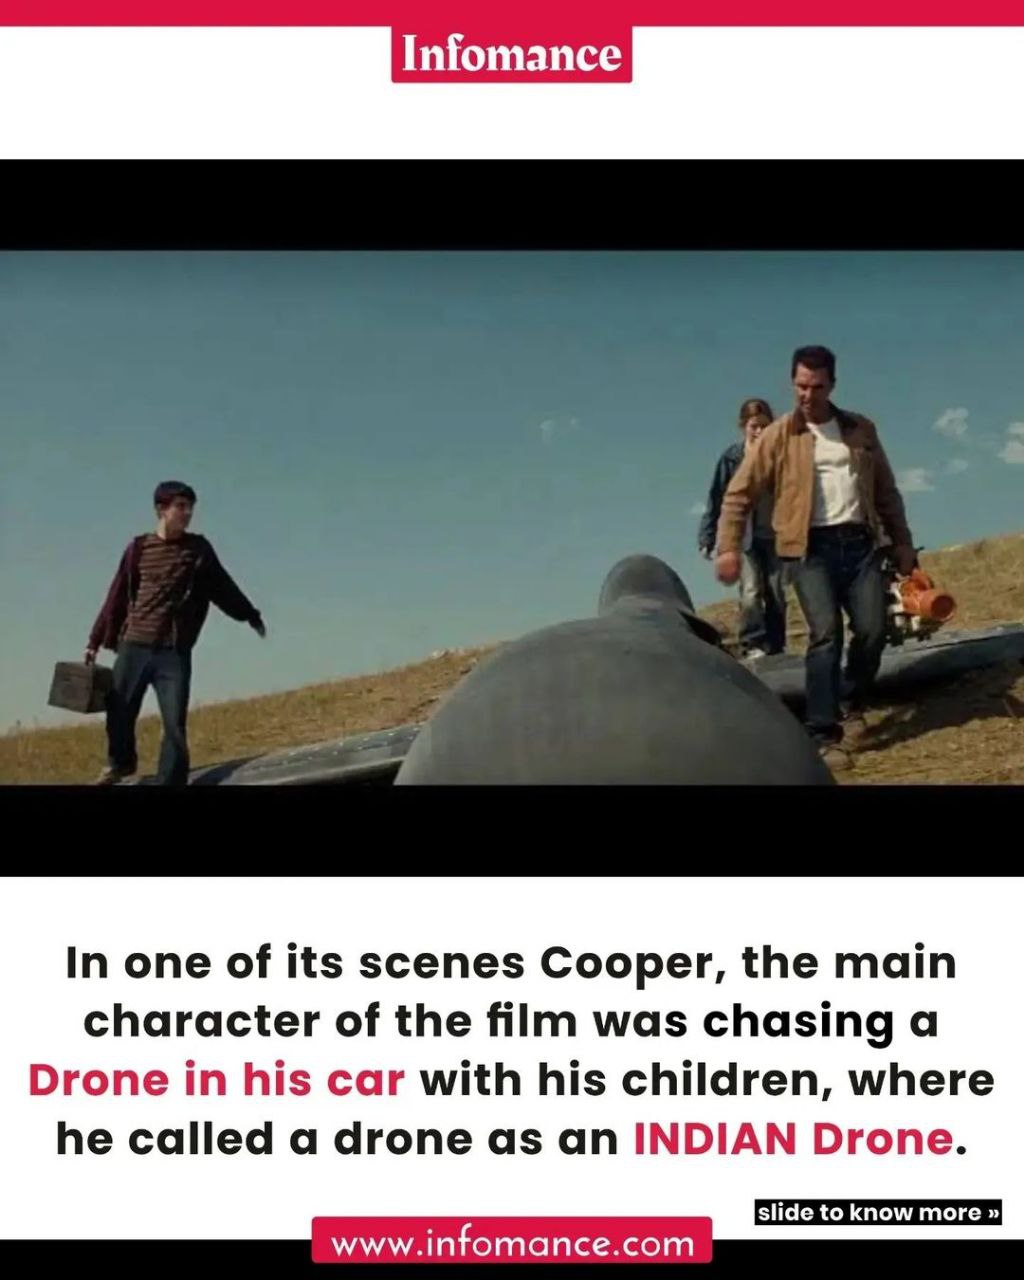 Infomance
In one of its scenes Cooper, the main
character of the film was chasing a
Drone in his car with his children, where
he called a drone as an INDIAN Drone.
slide to know more »
www.infomance.com